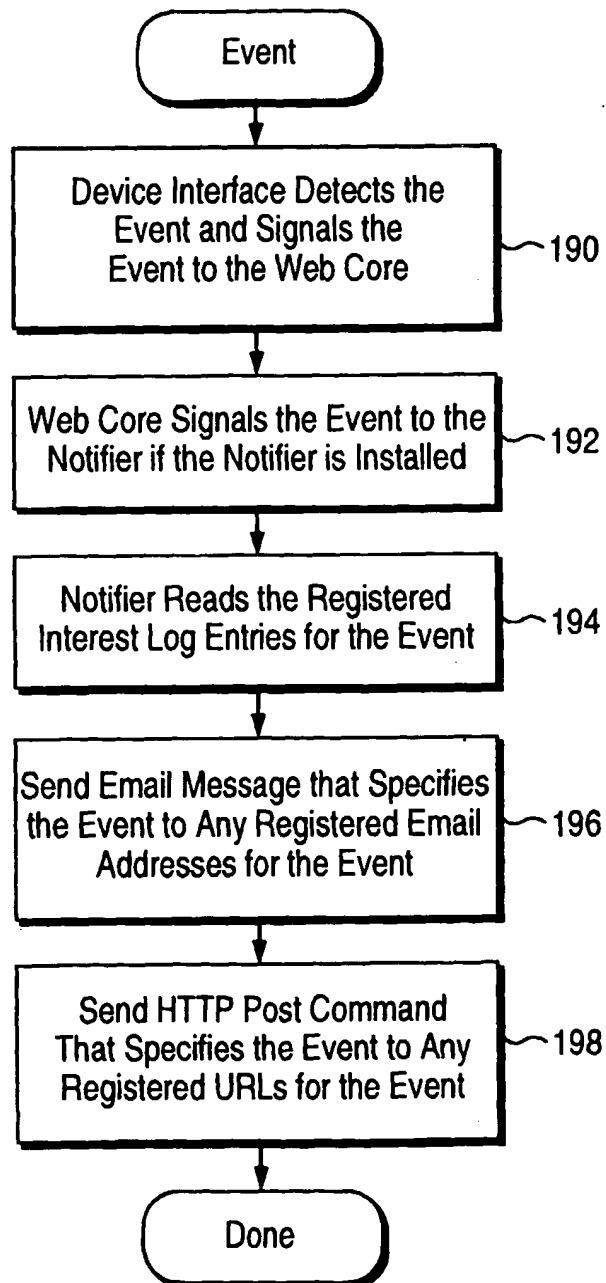 Event
Device Interface Detects the
Event and Signals the
Event to the Web Core
190
Web Core Signals the Event to the
Notifier if the Notifier is Installed
192
Notifier Reads the Registered
Interest Log Entries for the Event
194
Send Email Message that Specifies
the Event to Any Registered Email
Addresses for the Event
196
Send HTTP Post Command
That Specifies the Event to Any
Registered URLs for the Event
198
Done